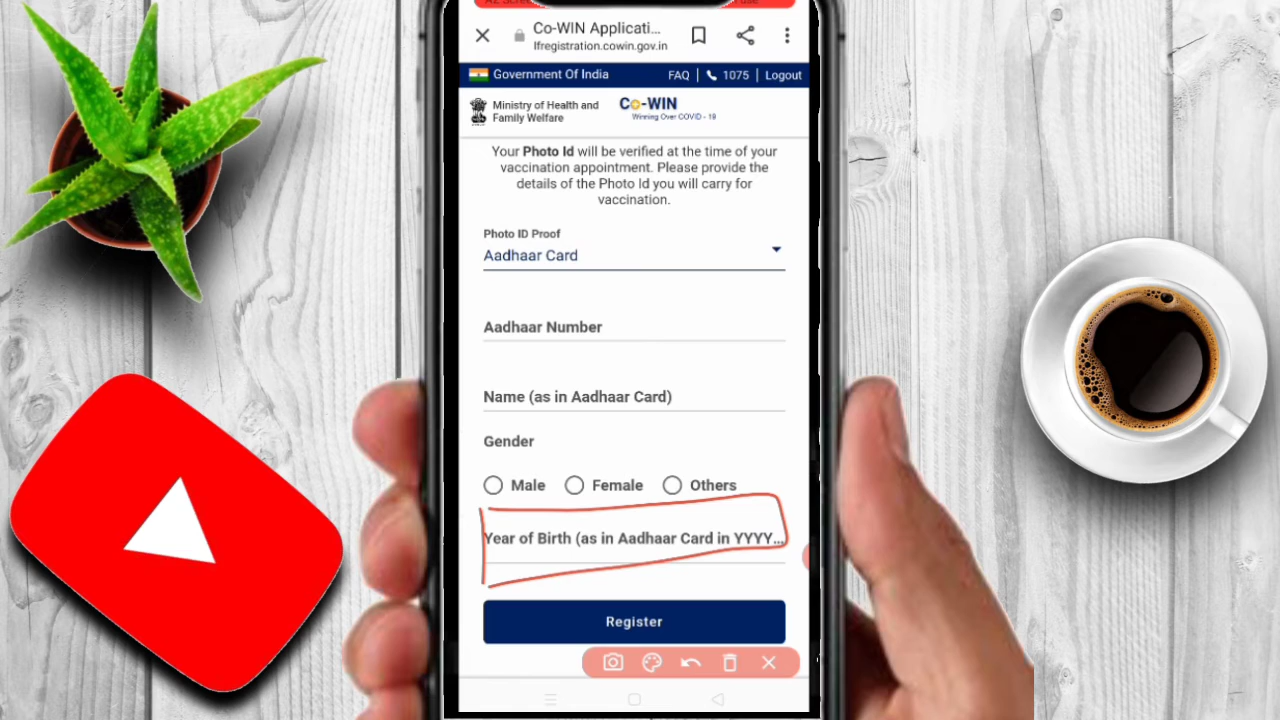 Co-WIN Applicati...
lfregistration.cowin.gov.in
Government Of India FAQ | 1075 | Logout
Ministry of Health and
Family Welfare
Co-WIN
Winning Over COVID - 19
Your Photo Id will be verified at the time of your
vaccination appointment. Please provide the
details of the Photo Id you will carry for
vaccination.
Photo ID Proof
Aadhaar Card
Aadhaar Number
Name (as in Aadhaar Card)
Gender
Male Female Others
Year of Birth (as in Aadhaar Card in YYYY...
Register